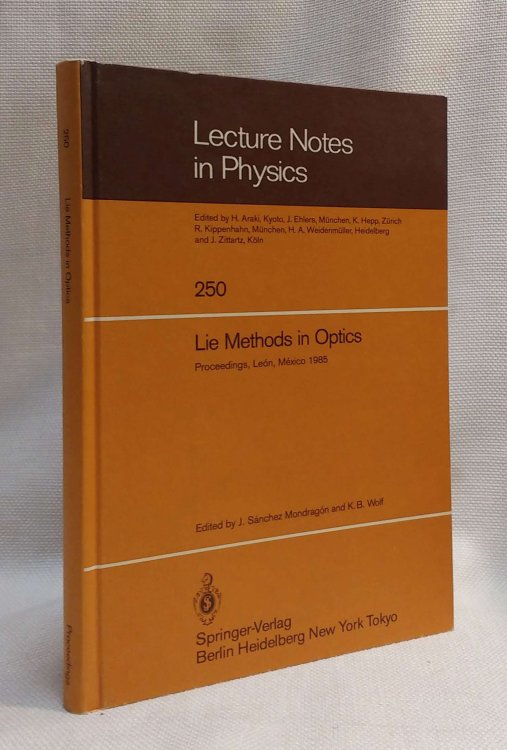 Lecture Notes
in Physics
Edited by H. Araki, Kyoto, J. Ehlers, München, K. Hepp, Zürich
R. Kippenhahn, München, H. A. Weidenmüller, Heidelberg
and J. Zittartz, Köln
250
Lie Methods in Optics
Proceedings, León, México 1985
Edited by J. Sánchez Mondragón and K. B. Wolf
Springer-Verlag
Berlin Heidelberg New York Tokyo
250
Lie Methods in Optics
Proceedings